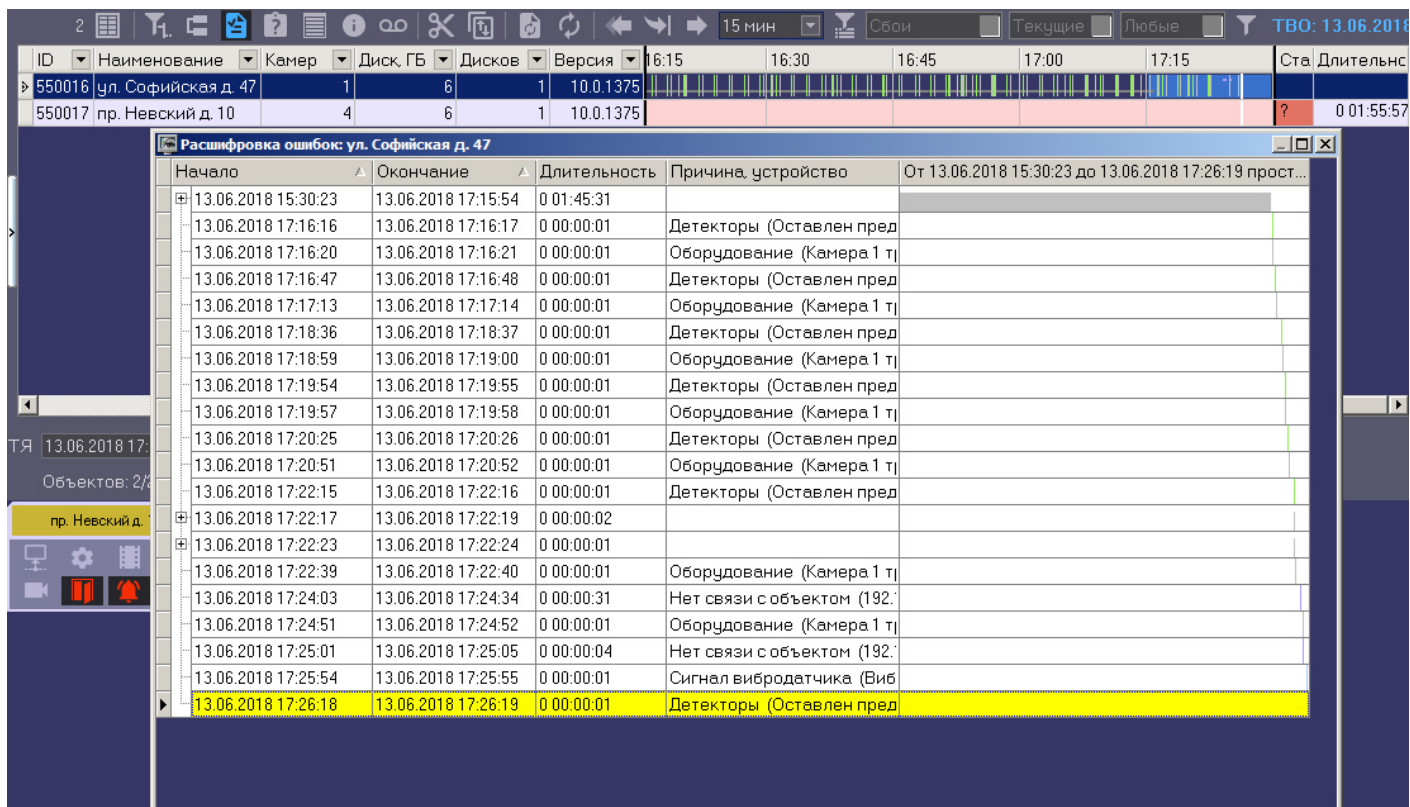 2 15 мин Сбои Текущие Любые ТВО: 13.06.2018
ID Наименование Камер Диск, ГБ Дисков Версия 16:15 16:30 16:45 17:00 17:15 Ста Длительнс
550016 ул. Софийская д. 47 1 6 1 10.0.1375
550017 пр. Невский д. 10 4 6 1 10.0.1375 ? 0 01:55:57
Расшифровка ошибок: ул. Софийская д. 47
Начало Окончание Длительность Причина, устройство От 13.06.2018 15:30:23 до 13.06.2018 17:26:19 прост...
13.06.2018 15:30:23 13.06.2018 17:15:54 0 01:45:31
13.06.2018 17:16:16 13.06.2018 17:16:17 0 00:00:01 Детекторы (Оставлен пред
13.06.2018 17:16:20 13.06.2018 17:16:21 0 00:00:01 Оборудование (Камера 1 т
13.06.2018 17:16:47 13.06.2018 17:16:48 0 00:00:01 Детекторы (Оставлен пред
13.06.2018 17:17:13 13.06.2018 17:17:14 0 00:00:01 Оборудование (Камера 1 т
13.06.2018 17:18:36 13.06.2018 17:18:37 0 00:00:01 Детекторы (Оставлен пред
13.06.2018 17:18:59 13.06.2018 17:19:00 0 00:00:01 Оборудование (Камера 1 т
13.06.2018 17:19:54 13.06.2018 17:19:55 0 00:00:01 Детекторы (Оставлен пред
13.06.2018 17:19:57 13.06.2018 17:19:58 0 00:00:01 Оборудование (Камера 1 т
13.06.2018 17:20:25 13.06.2018 17:20:26 0 00:00:01 Детекторы (Оставлен пред
13.06.2018 17:20:51 13.06.2018 17:20:52 0 00:00:01 Оборудование (Камера 1 т
13.06.2018 17:22:15 13.06.2018 17:22:16 0 00:00:01 Детекторы (Оставлен пред
13.06.2018 17:22:17 13.06.2018 17:22:19 0 00:00:02
13.06.2018 17:22:23 13.06.2018 17:22:24 0 00:00:01
13.06.2018 17:22:39 13.06.2018 17:22:40 0 00:00:01 Оборудование (Камера 1 т
13.06.2018 17:24:03 13.06.2018 17:24:34 0 00:00:31 Нет связи с объектом (192.
13.06.2018 17:24:51 13.06.2018 17:24:52 0 00:00:01 Оборудование (Камера 1 т
13.06.2018 17:25:01 13.06.2018 17:25:05 0 00:00:04 Нет связи с объектом (192.
13.06.2018 17:25:54 13.06.2018 17:25:55 0 00:00:01 Сигнал вибродатчика (Виб
13.06.2018 17:26:18 13.06.2018 17:26:19 0 00:00:01 Детекторы (Оставлен пред
ТЯ 13.06.2018 17:
Объектов: 2/
пр. Невский д.